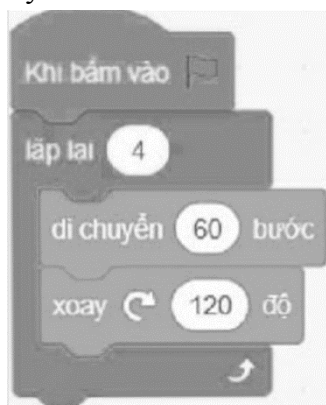 Khi bấm vào
lặp lại 4
di chuyển 60 bước
xoay 120 độ